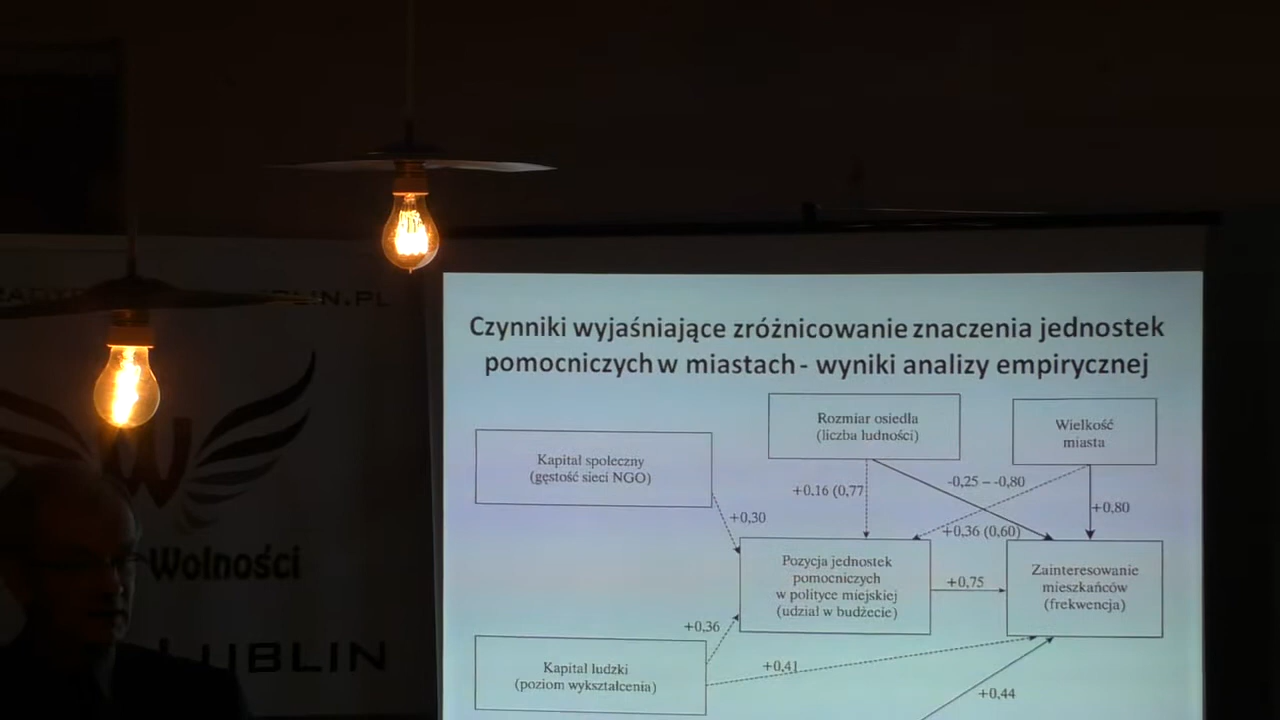 BLIN.PL
W
Wolności
LUBLIN
Czynniki wyjaśniające zróżnicowanie znaczenia jednostek
pomocniczych w miastach - wyniki analizy empirycznej
Rozmiar osiedla
(liczba ludności)
Wielkość
miasta
Kapitał społeczny
(gęstość sieci NGO)
+0,16 (0,77)
-0,25 – -0,80
+0,80
+0,30
+0,36 (0,60)
Pozycja jednostek
pomocniczych
w polityce miejskiej
(udział w budżecie)
+0,75
Zainteresowanie
mieszkańców
(frekwencja)
+0,36
Kapitał ludzki
(poziom wykształcenia)
+0,41
+0,44